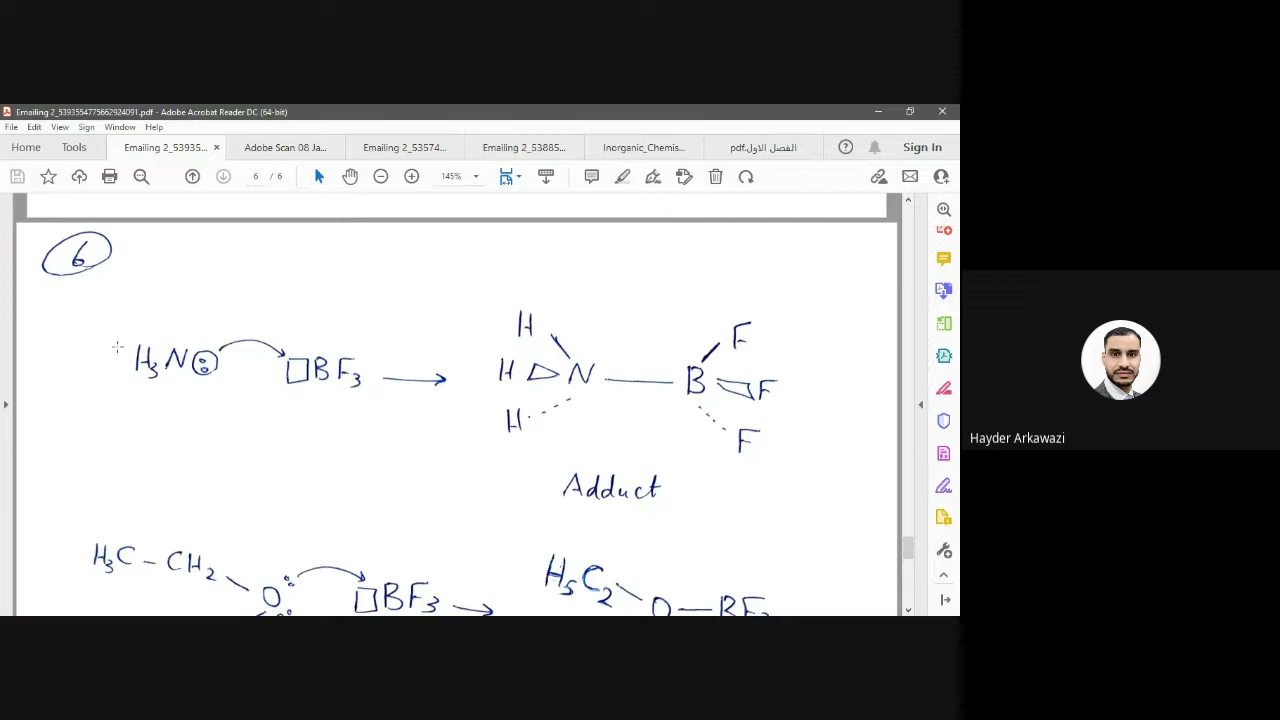 Emailing 2_5393554775662924091.pdf - Adobe Acrobat Reader DC (64-bit)
File Edit View Sign Window Help
Home Tools Emailing 2_53935... × Adobe Scan 08 Ja... Emailing 2_53574... Emailing 2_53885... Inorganic_Chemis... الفصل الاول.pdf Sign In
6 / 6 145%
6
H3N: BF3 → H H H N — B F F F
Adduct
H3C - CH2 O BF3 → H5C2 O — BF3
Hayder Arkawazi